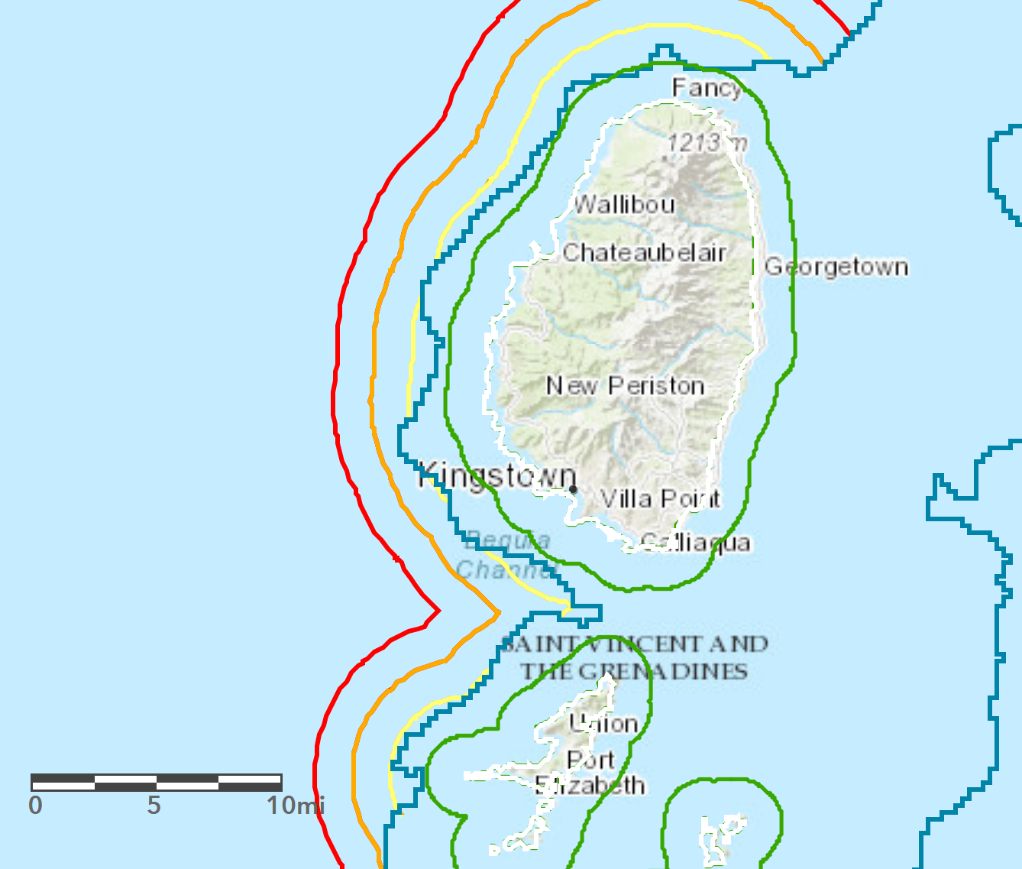 Fancy
1213 m
Wallibou
Chateaubelair
Georgetown
New Periston
Kingstown
Villa Point
Calliaqua
Bequia
Channel
SAINT VINCENT AND
THE GRENADINES
Union
Port
Elizabeth
0 5 10mi